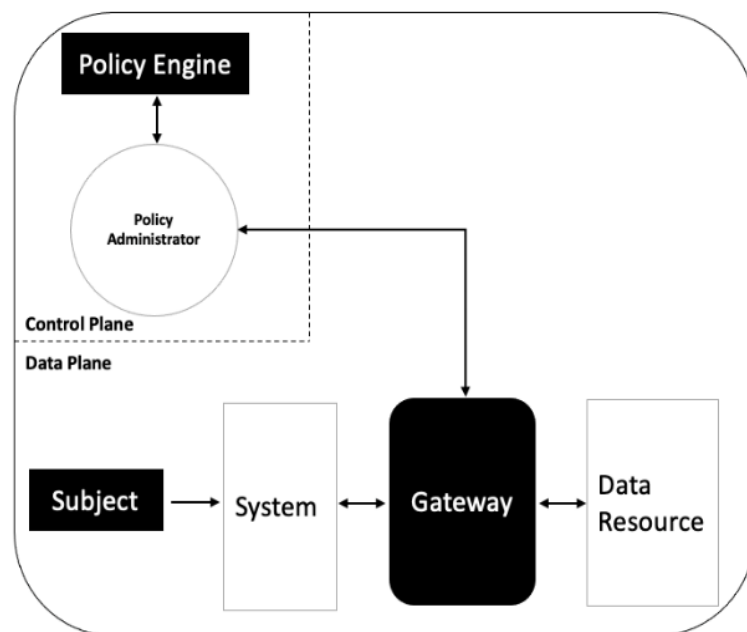 Policy Engine
Policy
Administrator
Control Plane
Data Plane
Subject
System
Gateway
Data
Resource